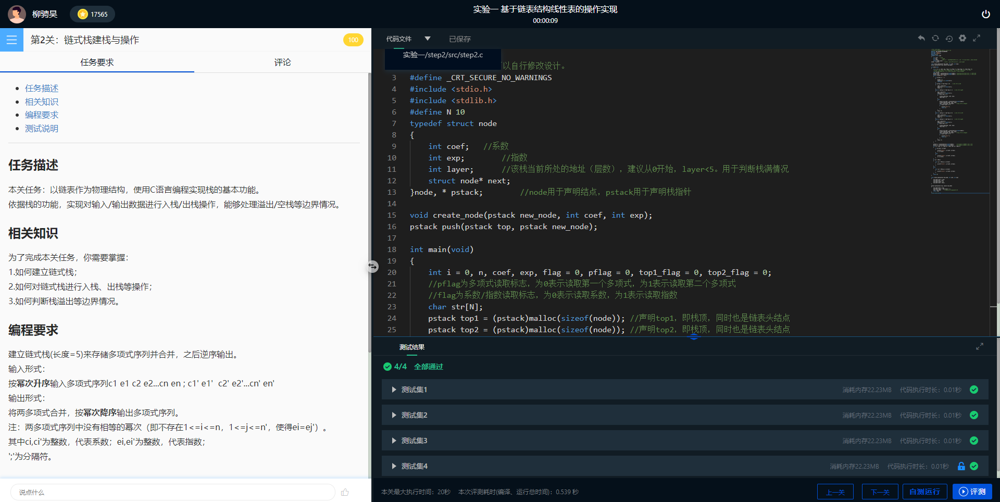 柳骋昊
17565
实验一 基于链表结构线性表的操作实现
00:00:09
第2关：链式栈建栈与操作
100
任务要求
评论
任务描述
相关知识
编程要求
测试说明
任务描述
本关任务：以链表作为物理结构，使用C语言编程实现栈的基本功能。
依据栈的功能，实现对输入/输出数据进行入栈/出栈操作，能够处理溢出/空栈等边界情况。
相关知识
为了完成本关任务，你需要掌握：
1.如何建立链式栈；
2.如何对链式栈进行入栈、出栈等操作；
3.如何判断栈溢出等边界情况。
编程要求
建立链式栈(长度=5)来存储多项式序列并合并，之后逆序输出。
输入形式：
按幂次升序输入多项式序列c1 e1 c2 e2...cn en ; c1' e1'  c2' e2'...cn' en'
输出形式：
将两多项式合并，按幂次降序输出多项式序列。
注：两多项式序列中没有相等的幂次（即不存在1<=i<=n，1<=j<=n'，使得ei=ej'）。
其中ci,ci'为整数，代表系数；ei,ei'为整数，代表指数；
';'为分隔符。
说点什么
代码文件
已保存
实验一/step2/src/step2.c
可以自行修改设计。
3 #define _CRT_SECURE_NO_WARNINGS
4 #include <stdio.h>
5 #include <stdlib.h>
6 #define N 10
7 typedef struct node
8 {
9     int coef;   //系数
10     int exp;        //指数
11     int layer;      //该栈当前所处的地址（层数），建议从0开始，layer<5。用于判断栈满情况
12     struct node* next;
13 }node, * pstack;        //node用于声明结点，pstack用于声明栈指针
14
15 void create_node(pstack new_node, int coef, int exp);
16 pstack push(pstack top, pstack new_node);
17
18 int main(void)
19 {
20     int i = 0, n, coef, exp, flag = 0, pflag = 0, top1_flag = 0, top2_flag = 0;
21     //pflag为多项式读取标志，为0表示读取第一个多项式，为1表示读取第二个多项式
22     //flag为系数/指数读取标志，为0表示读取系数，为1表示读取指数
23     char str[N];
24     pstack top1 = (pstack)malloc(sizeof(node)); //声明top1，即栈顶，同时也是链表头结点
25     pstack top2 = (pstack)malloc(sizeof(node)); //声明top2，即栈顶，同时也是链表头结点
测试结果
4/4 全部通过
测试集1 消耗内存22.23MB 代码执行时长：0.01秒
测试集2 消耗内存22.23MB 代码执行时长：0.01秒
测试集3 消耗内存22.23MB 代码执行时长：0.01秒
测试集4 消耗内存22.23MB 代码执行时长：0.01秒
本关最大执行时间：20秒 本次评测耗时(编译、运行总时间)：0.539 秒
上一关
下一关
自测运行
评测